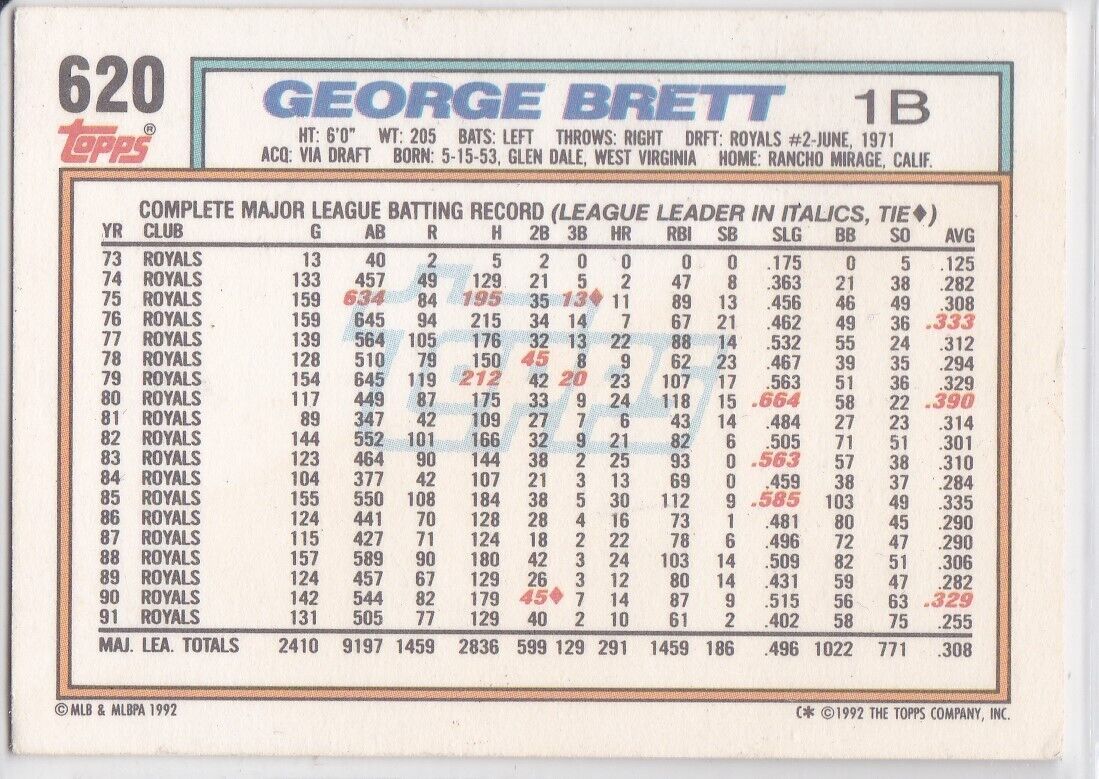 620
TOPPS®
GEORGE BRETT 1B
HT: 6'0" WT: 205 BATS: LEFT THROWS: RIGHT DRFT: ROYALS #2-JUNE, 1971
ACQ: VIA DRAFT BORN: 5-15-53, GLEN DALE, WEST VIRGINIA HOME: RANCHO MIRAGE, CALIF.
COMPLETE MAJOR LEAGUE BATTING RECORD (LEAGUE LEADER IN ITALICS, TIE♦)
YR CLUB G AB R H 2B 3B HR RBI SB SLG BB SO AVG
73 ROYALS 13 40 2 5 2 0 0 0 0 .175 0 5 .125
74 ROYALS 133 457 49 129 21 5 2 47 8 .363 21 38 .282
75 ROYALS 159 634 84 195 35 13♦ 11 89 13 .456 46 49 .308
76 ROYALS 159 645 94 215 34 14 7 67 21 .462 49 36 .333
77 ROYALS 139 564 105 176 32 13 22 88 14 .532 55 24 .312
78 ROYALS 128 510 79 150 45 8 9 62 23 .467 39 35 .294
79 ROYALS 154 645 119 212 42 20 23 107 17 .563 51 36 .329
80 ROYALS 117 449 87 175 33 9 24 118 15 .664 58 22 .390
81 ROYALS 89 347 42 109 27 7 6 43 14 .484 27 23 .314
82 ROYALS 144 552 101 166 32 9 21 82 6 .505 71 51 .301
83 ROYALS 123 464 90 144 38 2 25 93 0 .563 57 38 .310
84 ROYALS 104 377 42 107 21 3 13 69 0 .459 38 37 .284
85 ROYALS 155 550 108 184 38 5 30 112 9 .585 103 49 .335
86 ROYALS 124 441 70 128 28 4 16 73 1 .481 80 45 .290
87 ROYALS 115 427 71 124 18 2 22 78 6 .496 72 47 .290
88 ROYALS 157 589 90 180 42 3 24 103 14 .509 82 51 .306
89 ROYALS 124 457 67 129 26 3 12 80 14 .431 59 47 .282
90 ROYALS 142 544 82 179 45♦ 7 14 87 9 .515 56 63 .329
91 ROYALS 131 505 77 129 40 2 10 61 2 .402 58 75 .255
MAJ. LEA. TOTALS 2410 9197 1459 2836 599 129 291 1459 186 .496 1022 771 .308
TOPPS
© MLB & MLBPA 1992 C* ©1992 THE TOPPS COMPANY, INC.